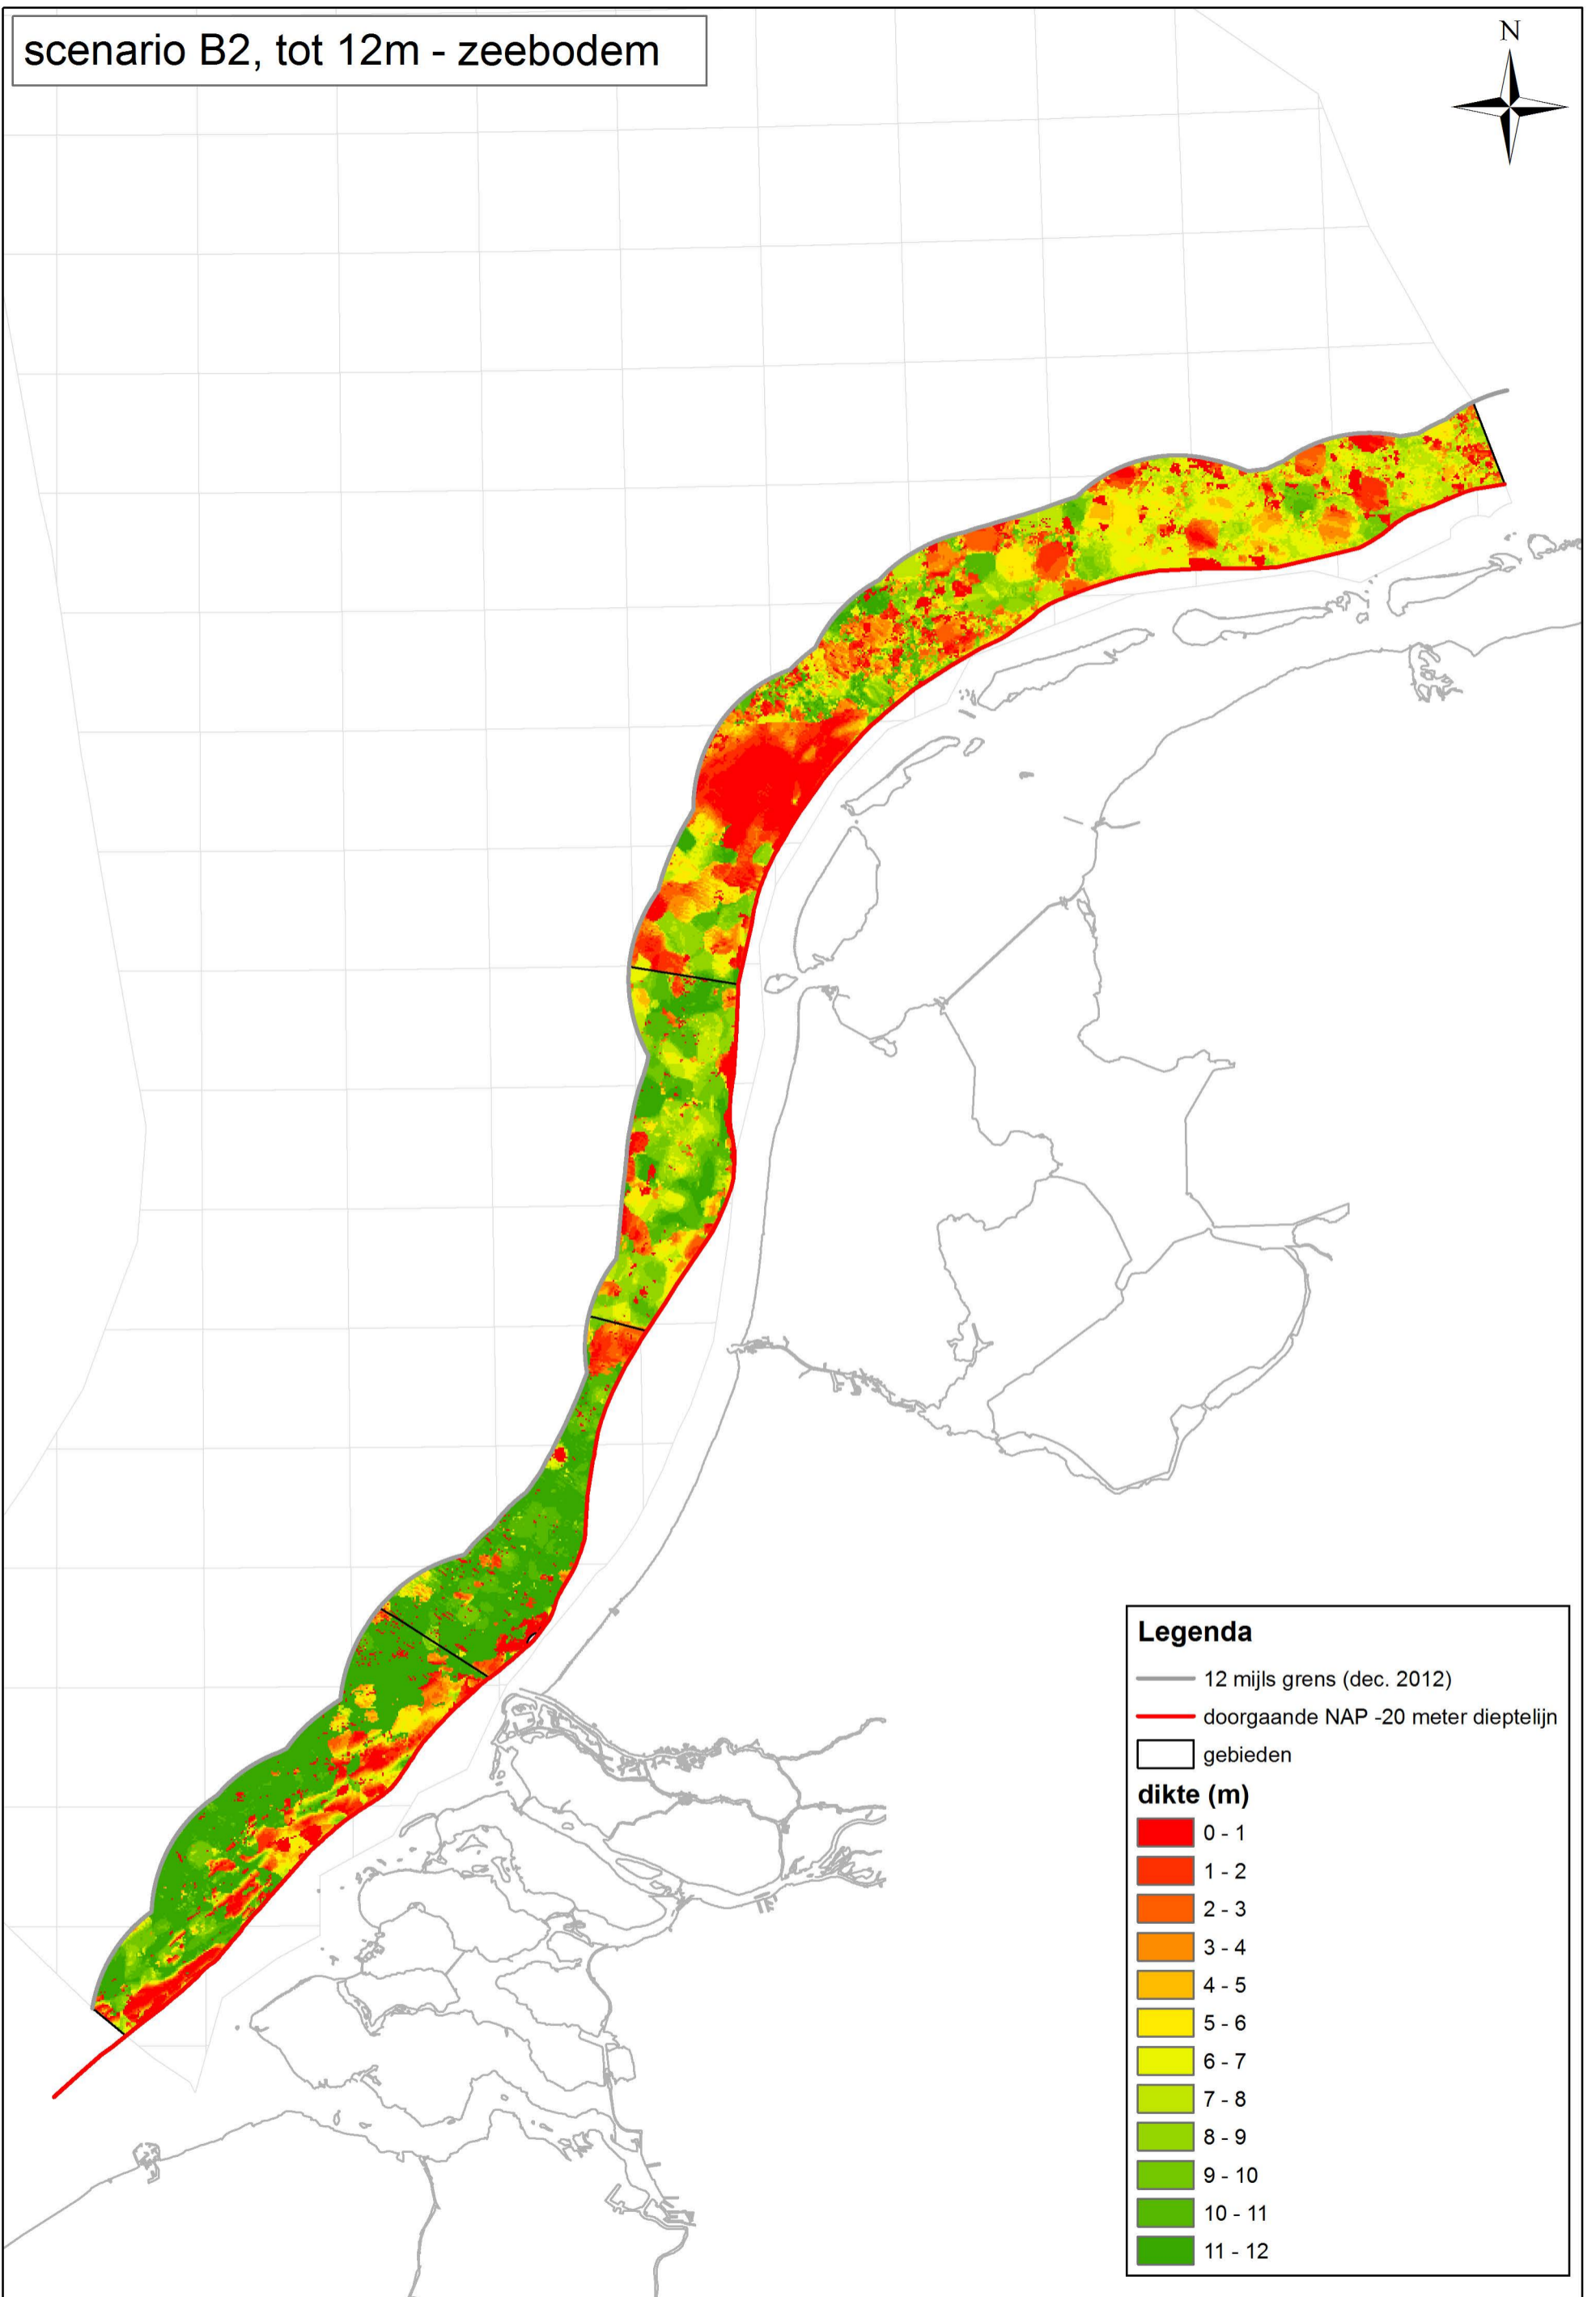 scenario B2, tot 12m - zeebodem
N
Legenda
12 mijls grens (dec. 2012)
doorgaande NAP -20 meter dieptelijn
gebieden
dikte (m)
0 - 1
1 - 2
2 - 3
3 - 4
4 - 5
5 - 6
6 - 7
7 - 8
8 - 9
9 - 10
10 - 11
11 - 12